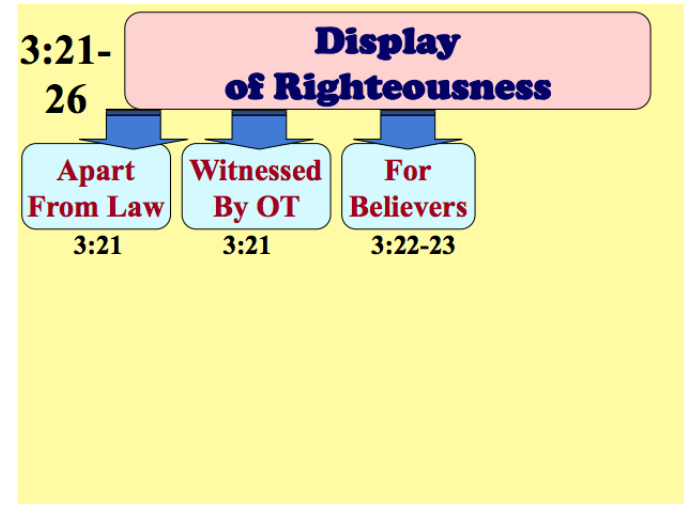 3:21-
26
Display
of Righteousness
Apart
From Law
3:21
Witnessed
By OT
3:21
For
Believers
3:22-23